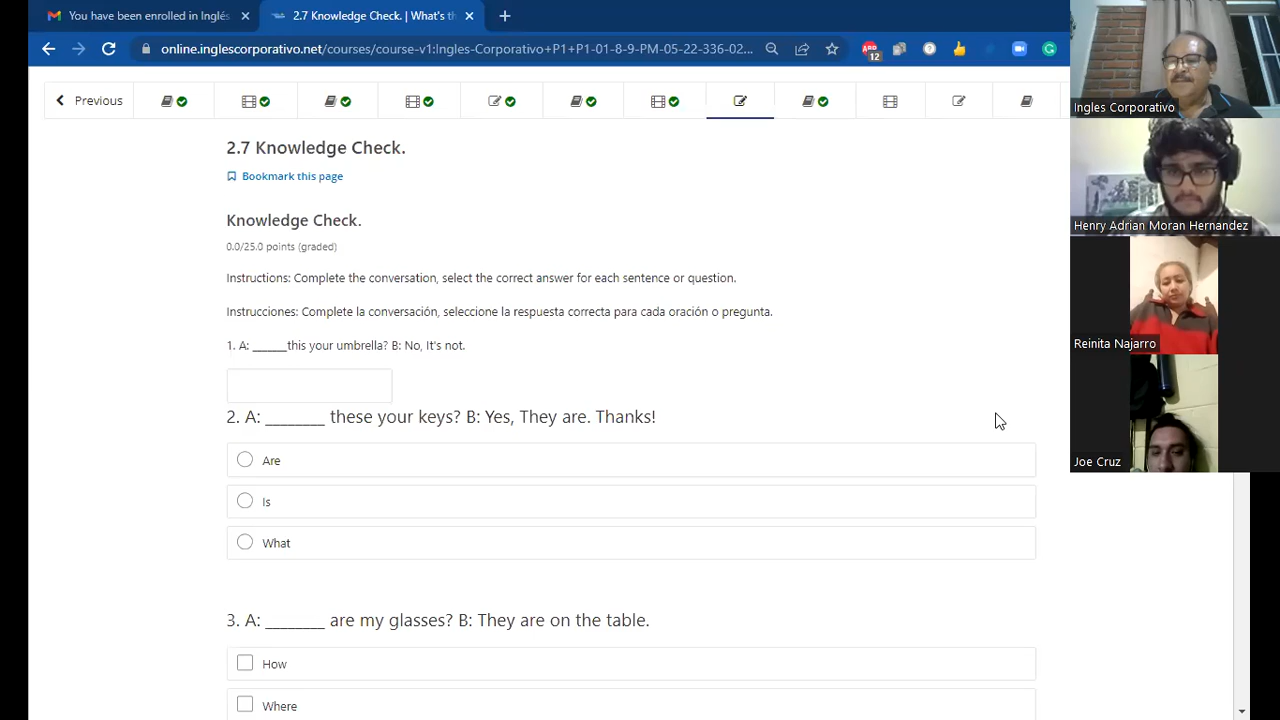 You have been enrolled in Inglés
2.7 Knowledge Check. | What's th
online.inglescorporativo.net/courses/course-v1:Ingles-Corporativo+P1+P1-01-8-9-PM-05-22-336-02...
ABP
12
Previous
2.7 Knowledge Check.
Bookmark this page
Knowledge Check.
0.0/25.0 points (graded)
Instructions: Complete the conversation, select the correct answer for each sentence or question.
Instrucciones: Complete la conversación, seleccione la respuesta correcta para cada oración o pregunta.
1. A: ______this your umbrella? B: No, It's not.
2. A: _______ these your keys? B: Yes, They are. Thanks!
Are
Is
What
3. A: _______ are my glasses? B: They are on the table.
How
Where
Ingles Corporativo
Henry Adrian Moran Hernandez
Reinita Najarro
Joe Cruz